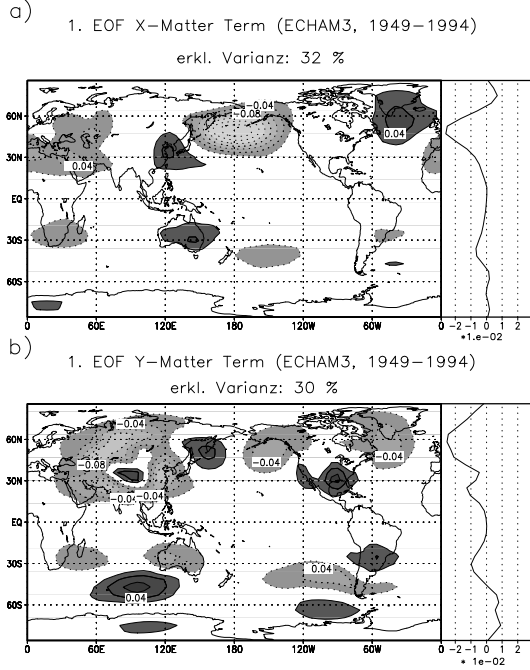 a)
1. EOF X-Matter Term (ECHAM3, 1949-1994)
erkl. Varianz: 32 %
-0.04
-0.08
0.04
0.04
60N
30N
EQ
30S
60S
0 60E 120E 180 120W 60W 0 -2 -1 0 1 2
*1.e-02
b)
1. EOF Y-Matter Term (ECHAM3, 1949-1994)
erkl. Varianz: 30 %
-0.04
60N
-0.08
-0.04
-0.04
30N
-0.04
-0.04
EQ
30S
0.04
0.04
60S
0 60E 120E 180 120W 60W 0 -2 -1 0 1 2
* 1e-02